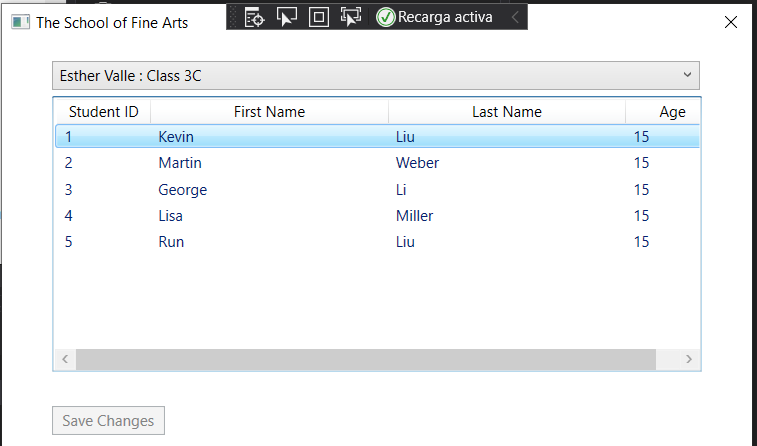 The School of Fine Arts
Recarga activa
Esther Valle : Class 3C
Student ID First Name Last Name Age
1 Kevin Liu 15
2 Martin Weber 15
3 George Li 15
4 Lisa Miller 15
5 Run Liu 15
Save Changes